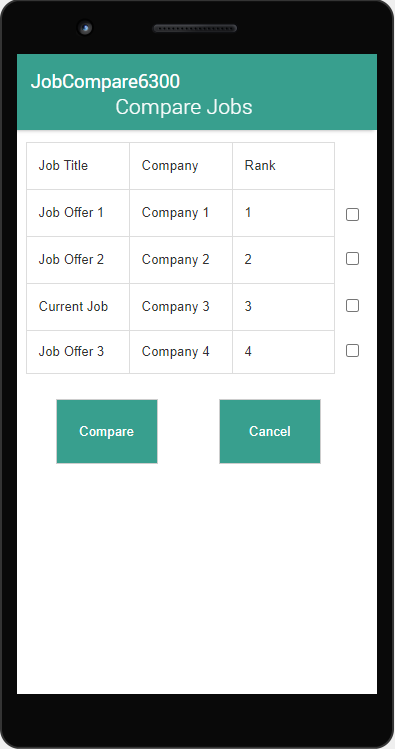 JobCompare6300
Compare Jobs
Job Title Company Rank
Job Offer 1 Company 1 1
Job Offer 2 Company 2 2
Current Job Company 3 3
Job Offer 3 Company 4 4
Compare Cancel